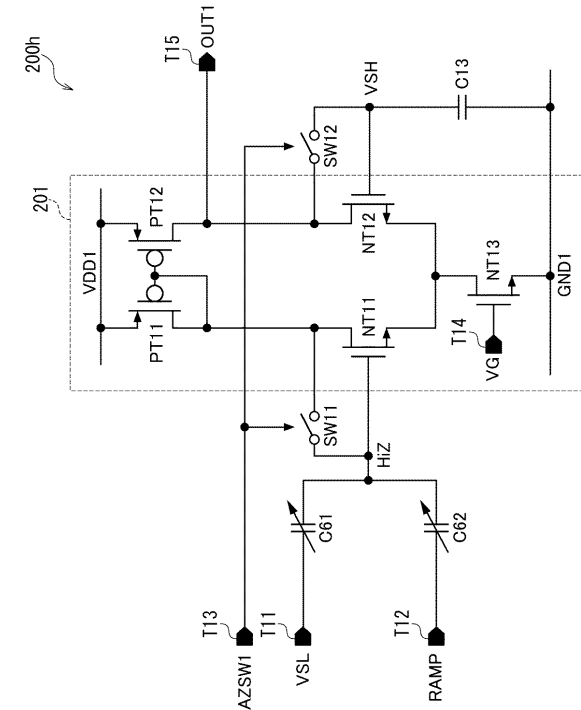 200h
201
VDD1
PT11
PT12
T15
OUT1
T13
AZSW1
SW11
SW12
VSH
C13
NT11
NT12
HiZ
T11
VSL
C61
T12
RAMP
C62
T14
VG
NT13
GND1